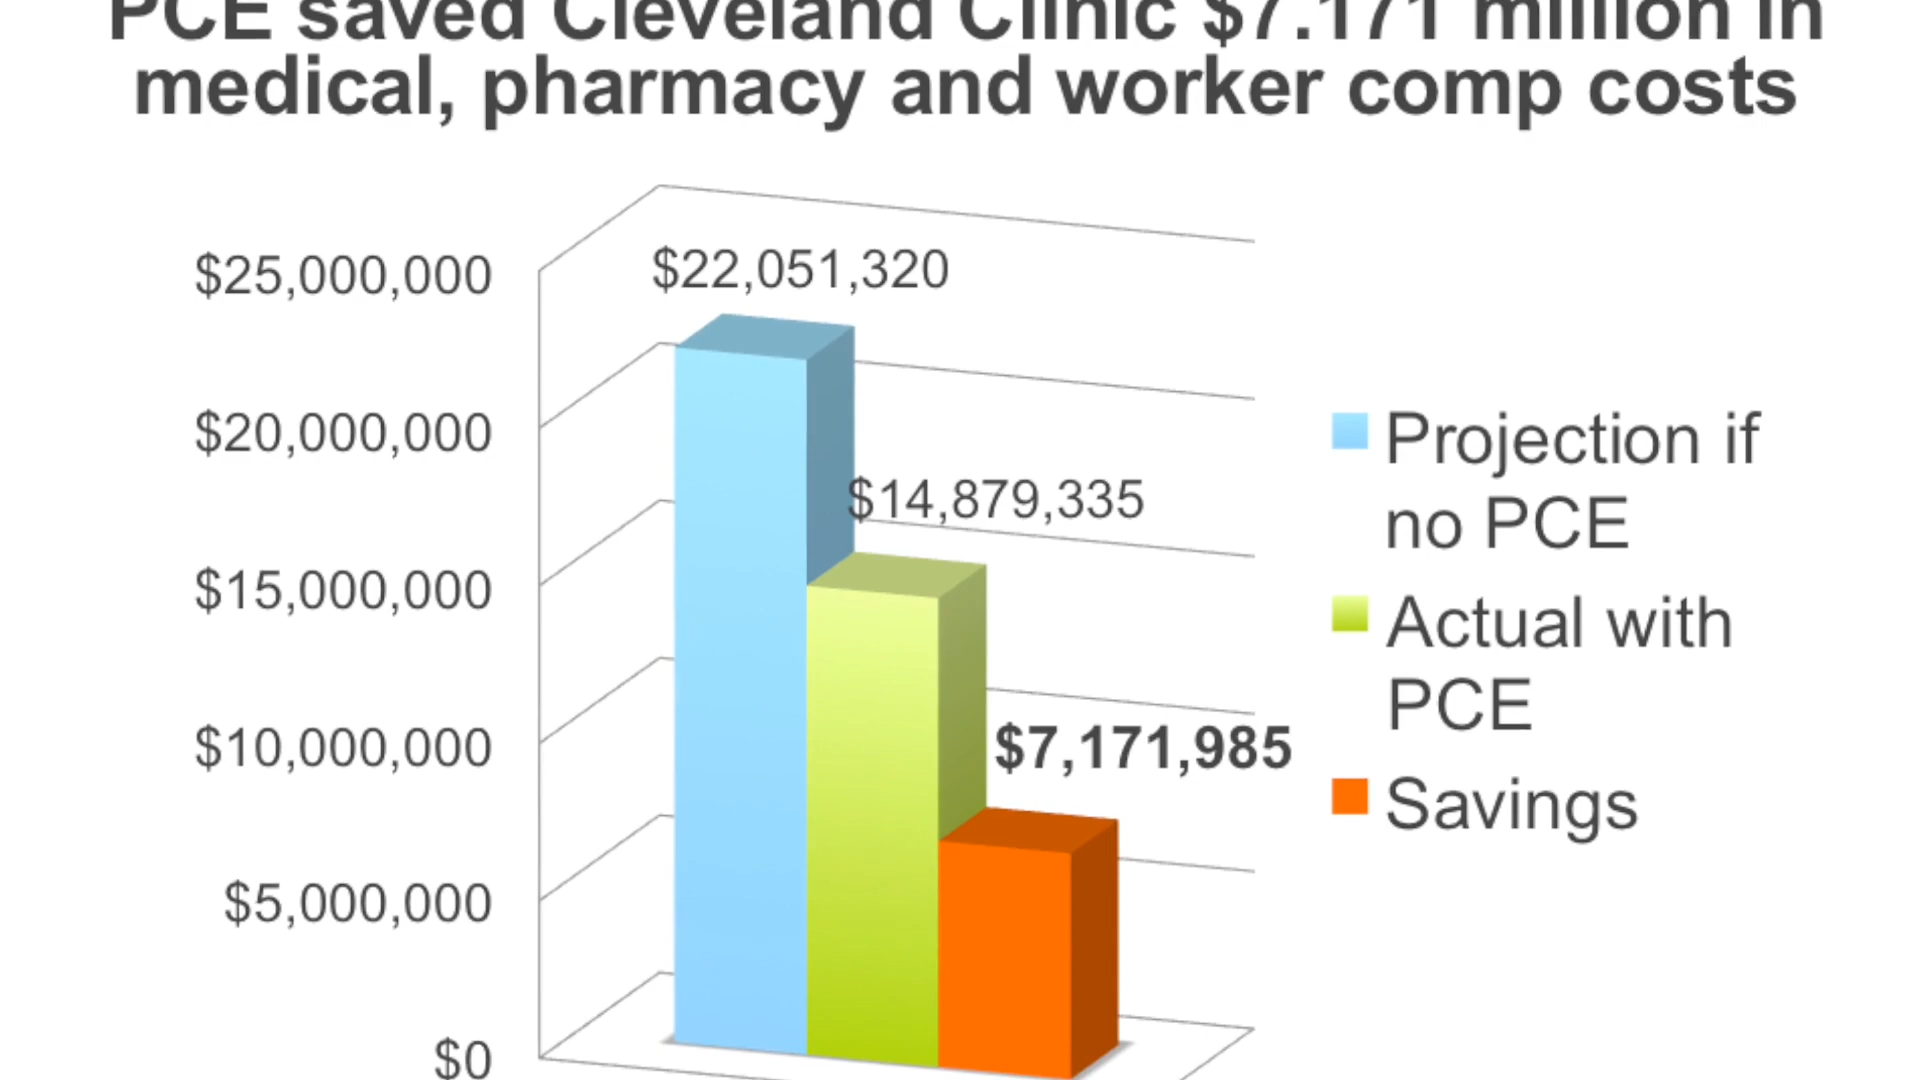 PCE saved Cleveland Clinic $7.171 million in
medical, pharmacy and worker comp costs
$25,000,000
$20,000,000
$15,000,000
$10,000,000
$5,000,000
$0
$22,051,320
$14,879,335
$7,171,985
Projection if
no PCE
Actual with
PCE
Savings